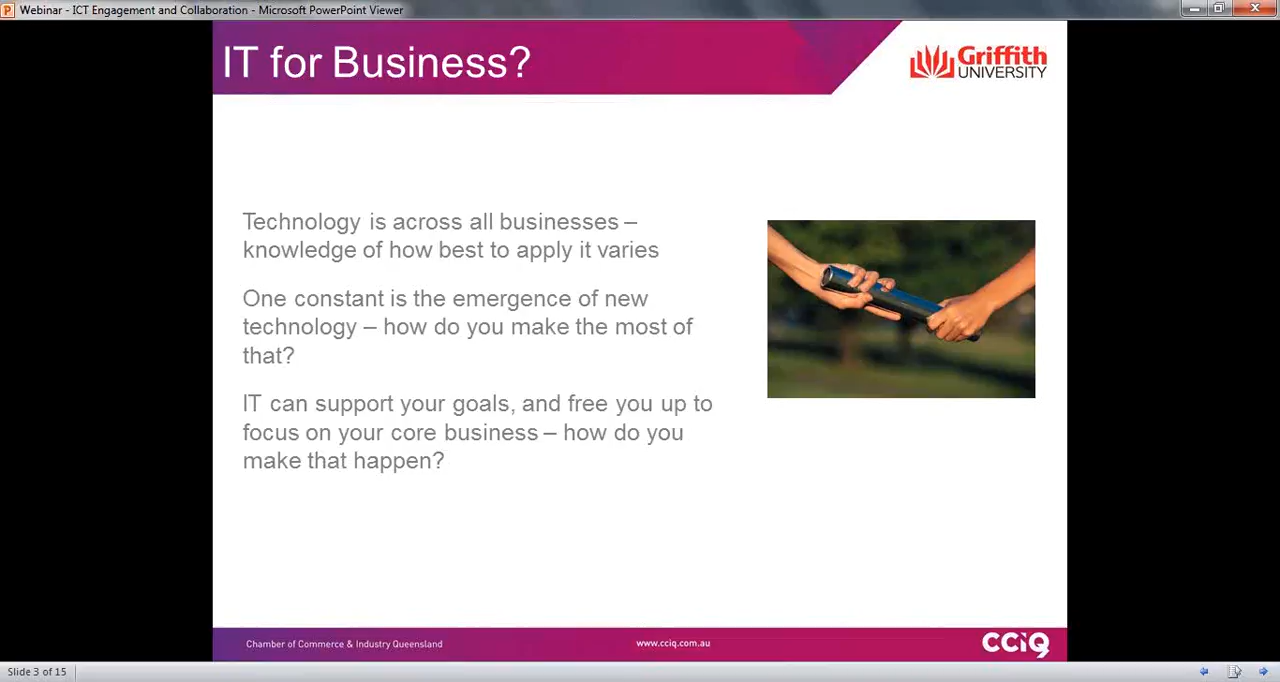 Webinar - ICT Engagement and Collaboration - Microsoft PowerPoint Viewer
IT for Business?
Griffith
UNIVERSITY
Technology is across all businesses –
knowledge of how best to apply it varies
One constant is the emergence of new
technology – how do you make the most of
that?
IT can support your goals, and free you up to
focus on your core business – how do you
make that happen?
Chamber of Commerce & Industry Queensland
www.cciq.com.au
CCIQ
Slide 3 of 15